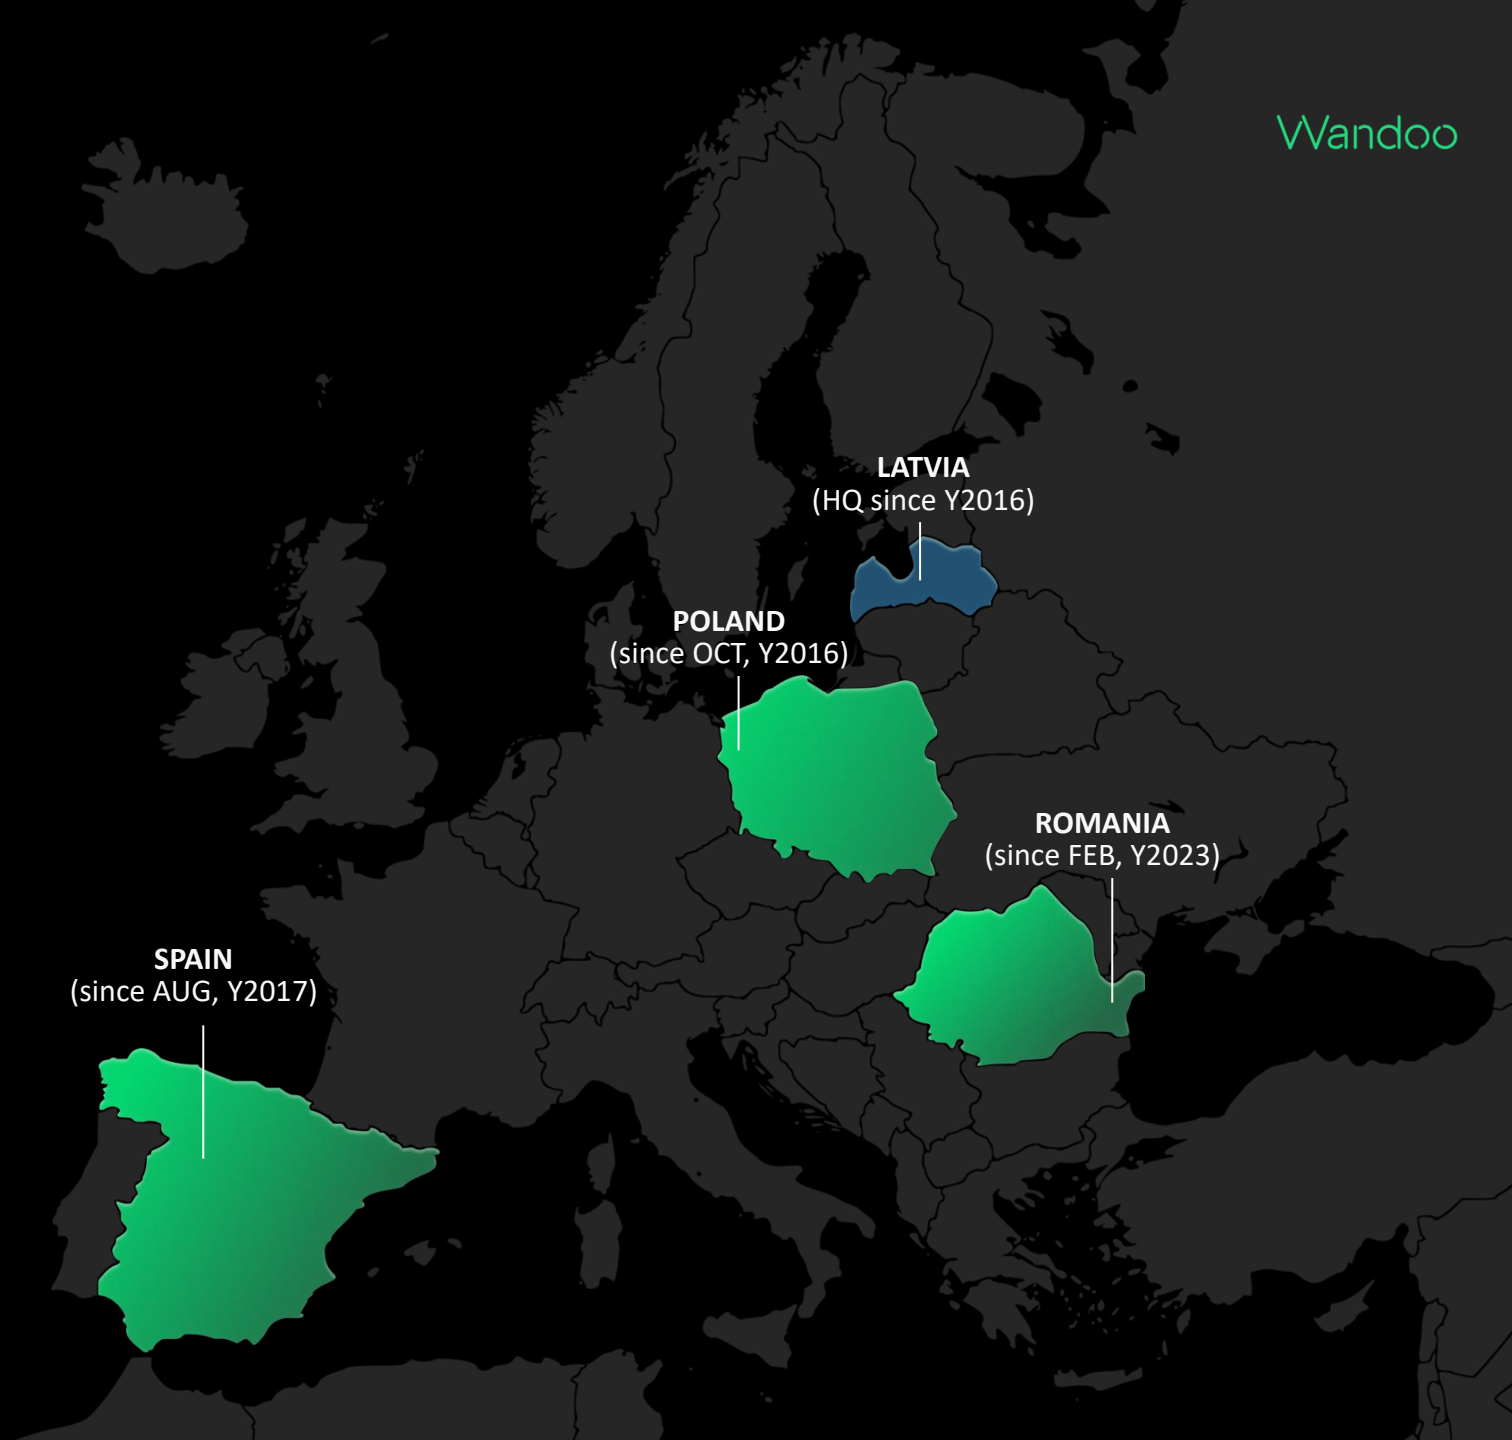 Wandoo
LATVIA
(HQ since Y2016)
POLAND
(since OCT, Y2016)
ROMANIA
(since FEB, Y2023)
SPAIN
(since AUG, Y2017)